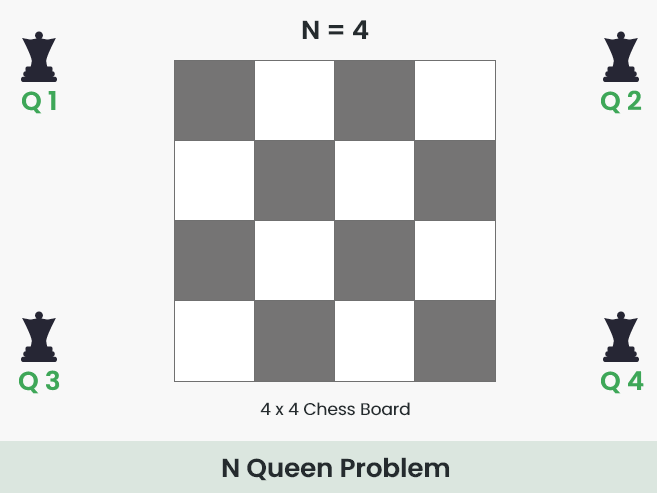 N = 4
Q 1
Q 2
Q 3
Q 4
4 x 4 Chess Board
N Queen Problem